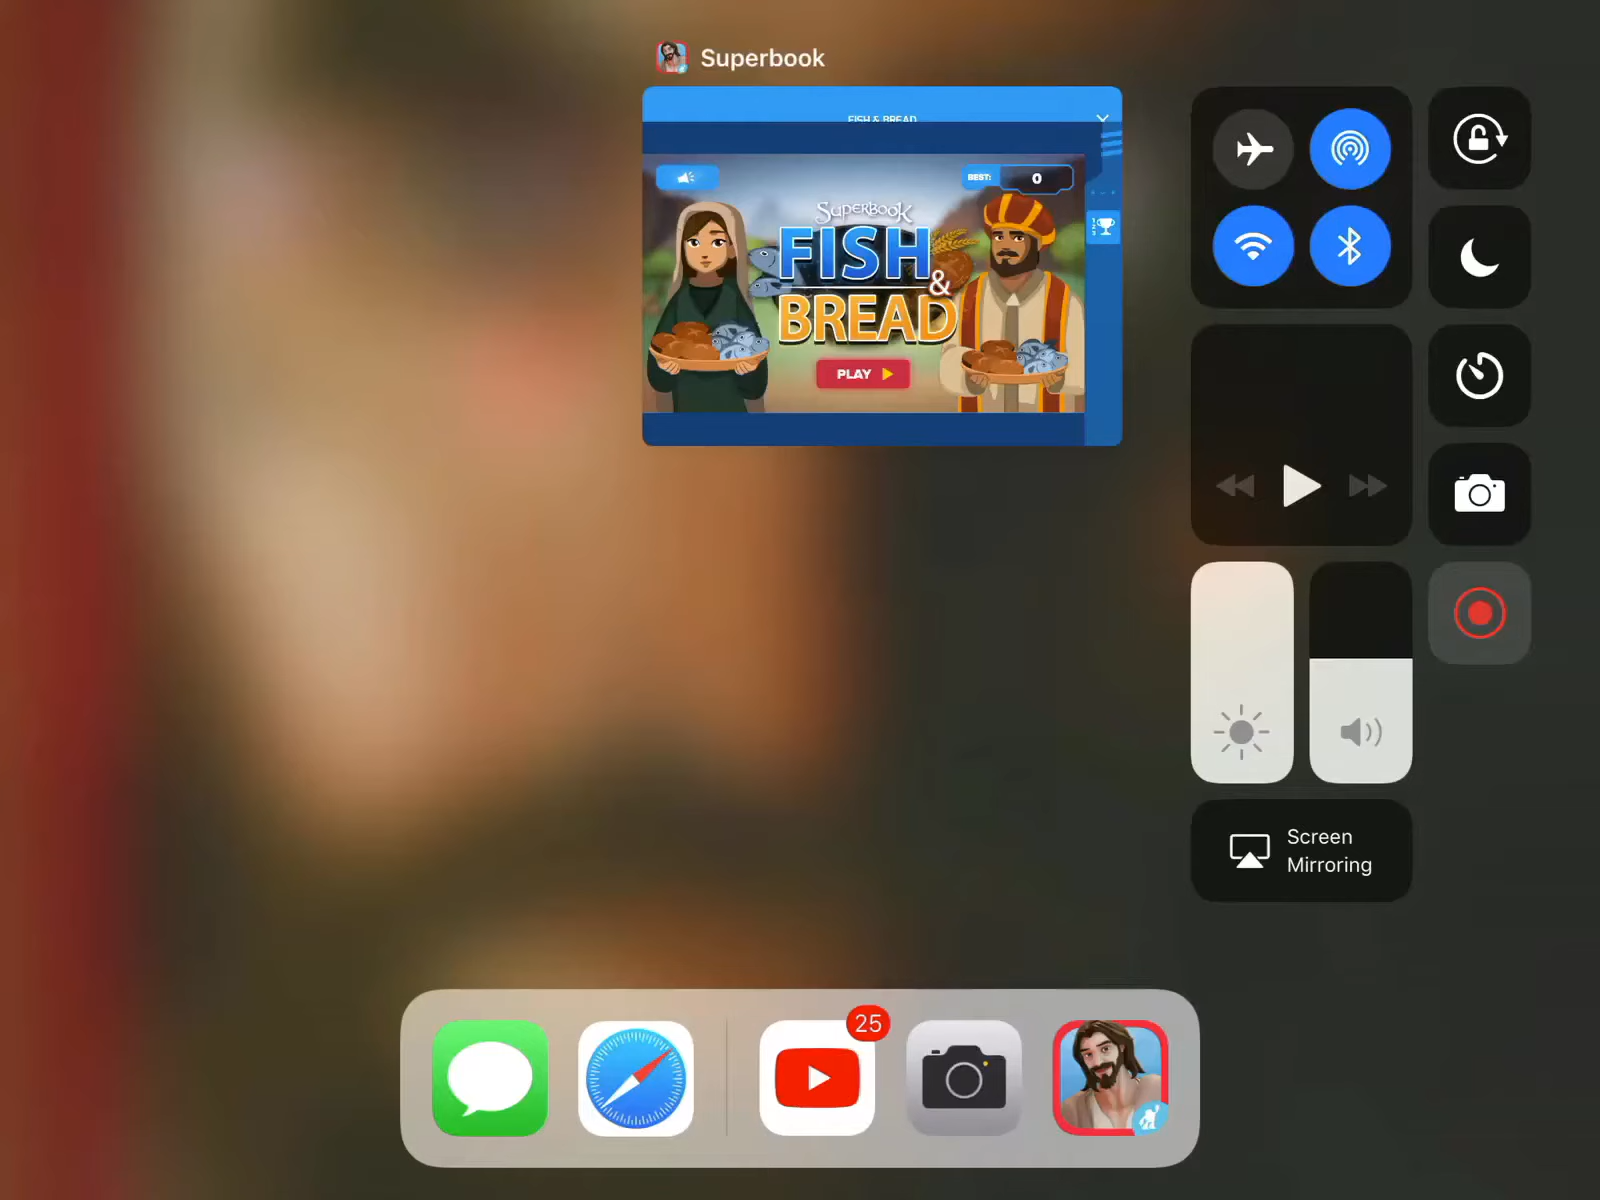 Superbook
FISH & BREAD
BEST: 0
SUPERBOOK
FISH
&
BREAD
PLAY
Screen
Mirroring
25